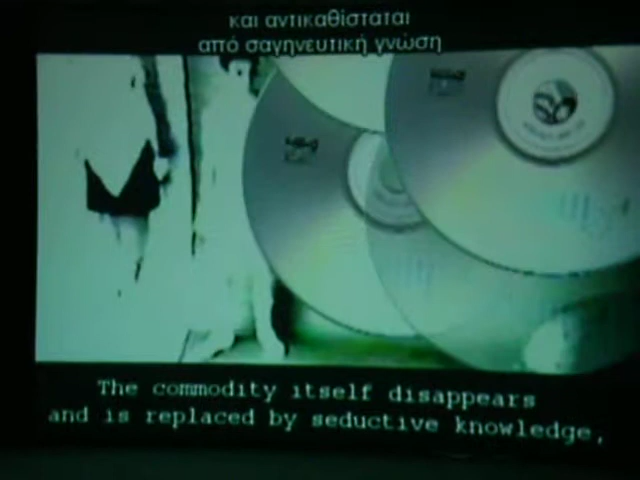 και αντικαθίσταται
από σαγηνευτική γνώση
The commodity itself disappears
and is replaced by seductive knowledge,